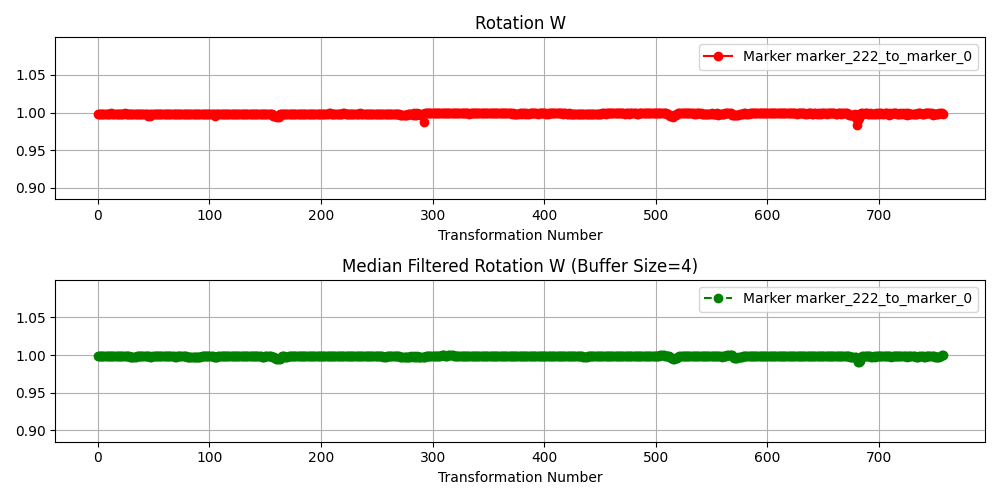 Rotation W
Marker marker_222_to_marker_0
1.05
1.00
0.95
0.90
0 100 200 300 400 500 600 700
Transformation Number
Median Filtered Rotation W (Buffer Size=4)
Marker marker_222_to_marker_0
1.05
1.00
0.95
0.90
0 100 200 300 400 500 600 700
Transformation Number